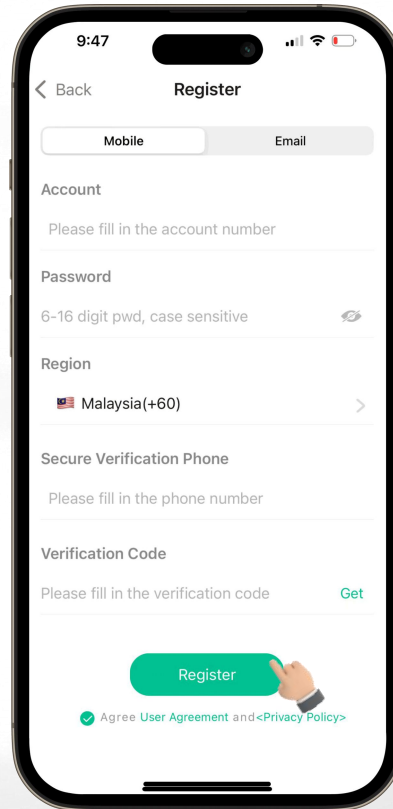 9:47
Back
Register
Mobile
Email
Account
Please fill in the account number
Password
6-16 digit pwd, case sensitive
Region
Malaysia(+60)
Secure Verification Phone
Please fill in the phone number
Verification Code
Please fill in the verification code
Get
Register
Agree User Agreement and<Privacy Policy>